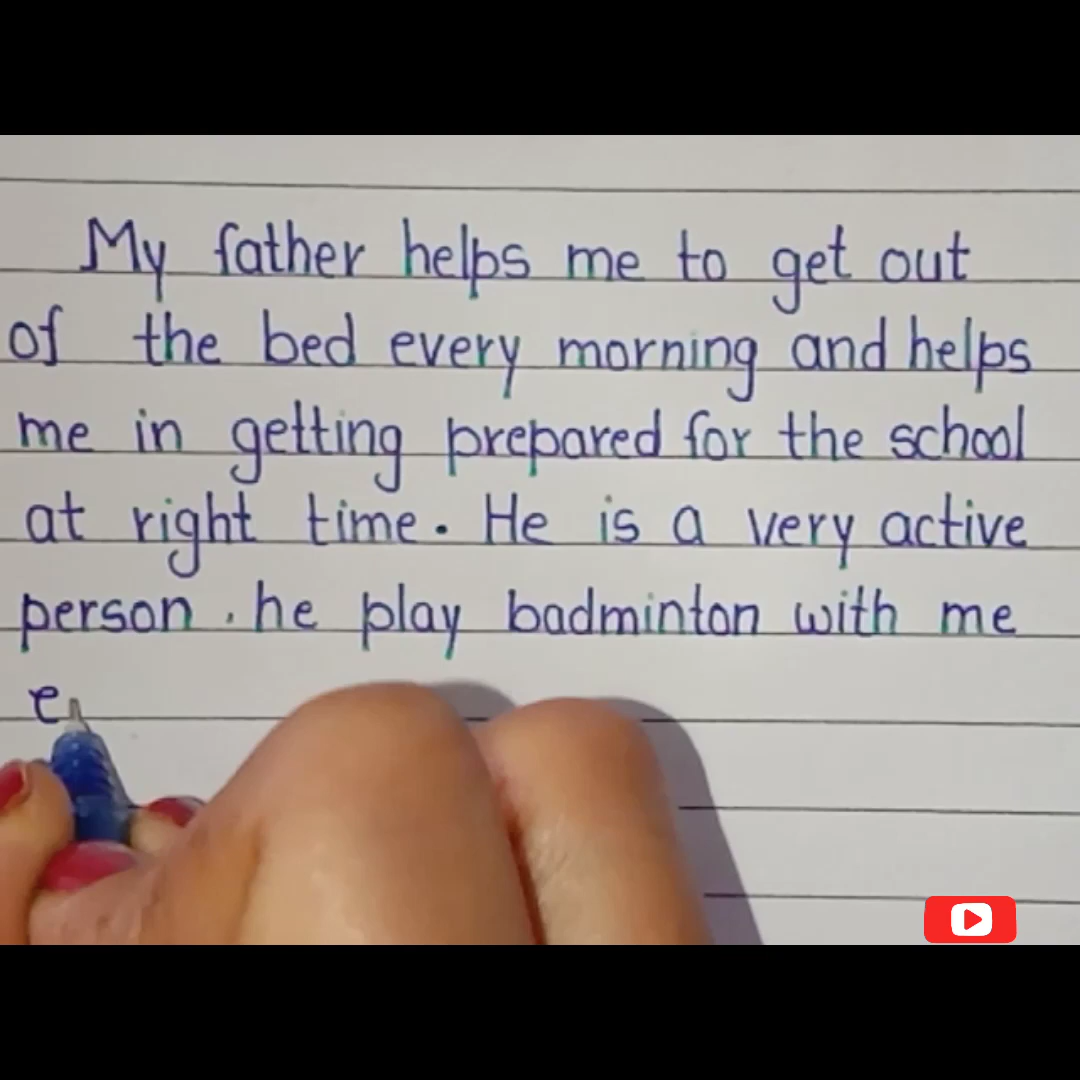 My father helps me to get out
of the bed every morning and helps
me in getting prepared for the school
at right time. He is a very active
person. he play badminton with me
e